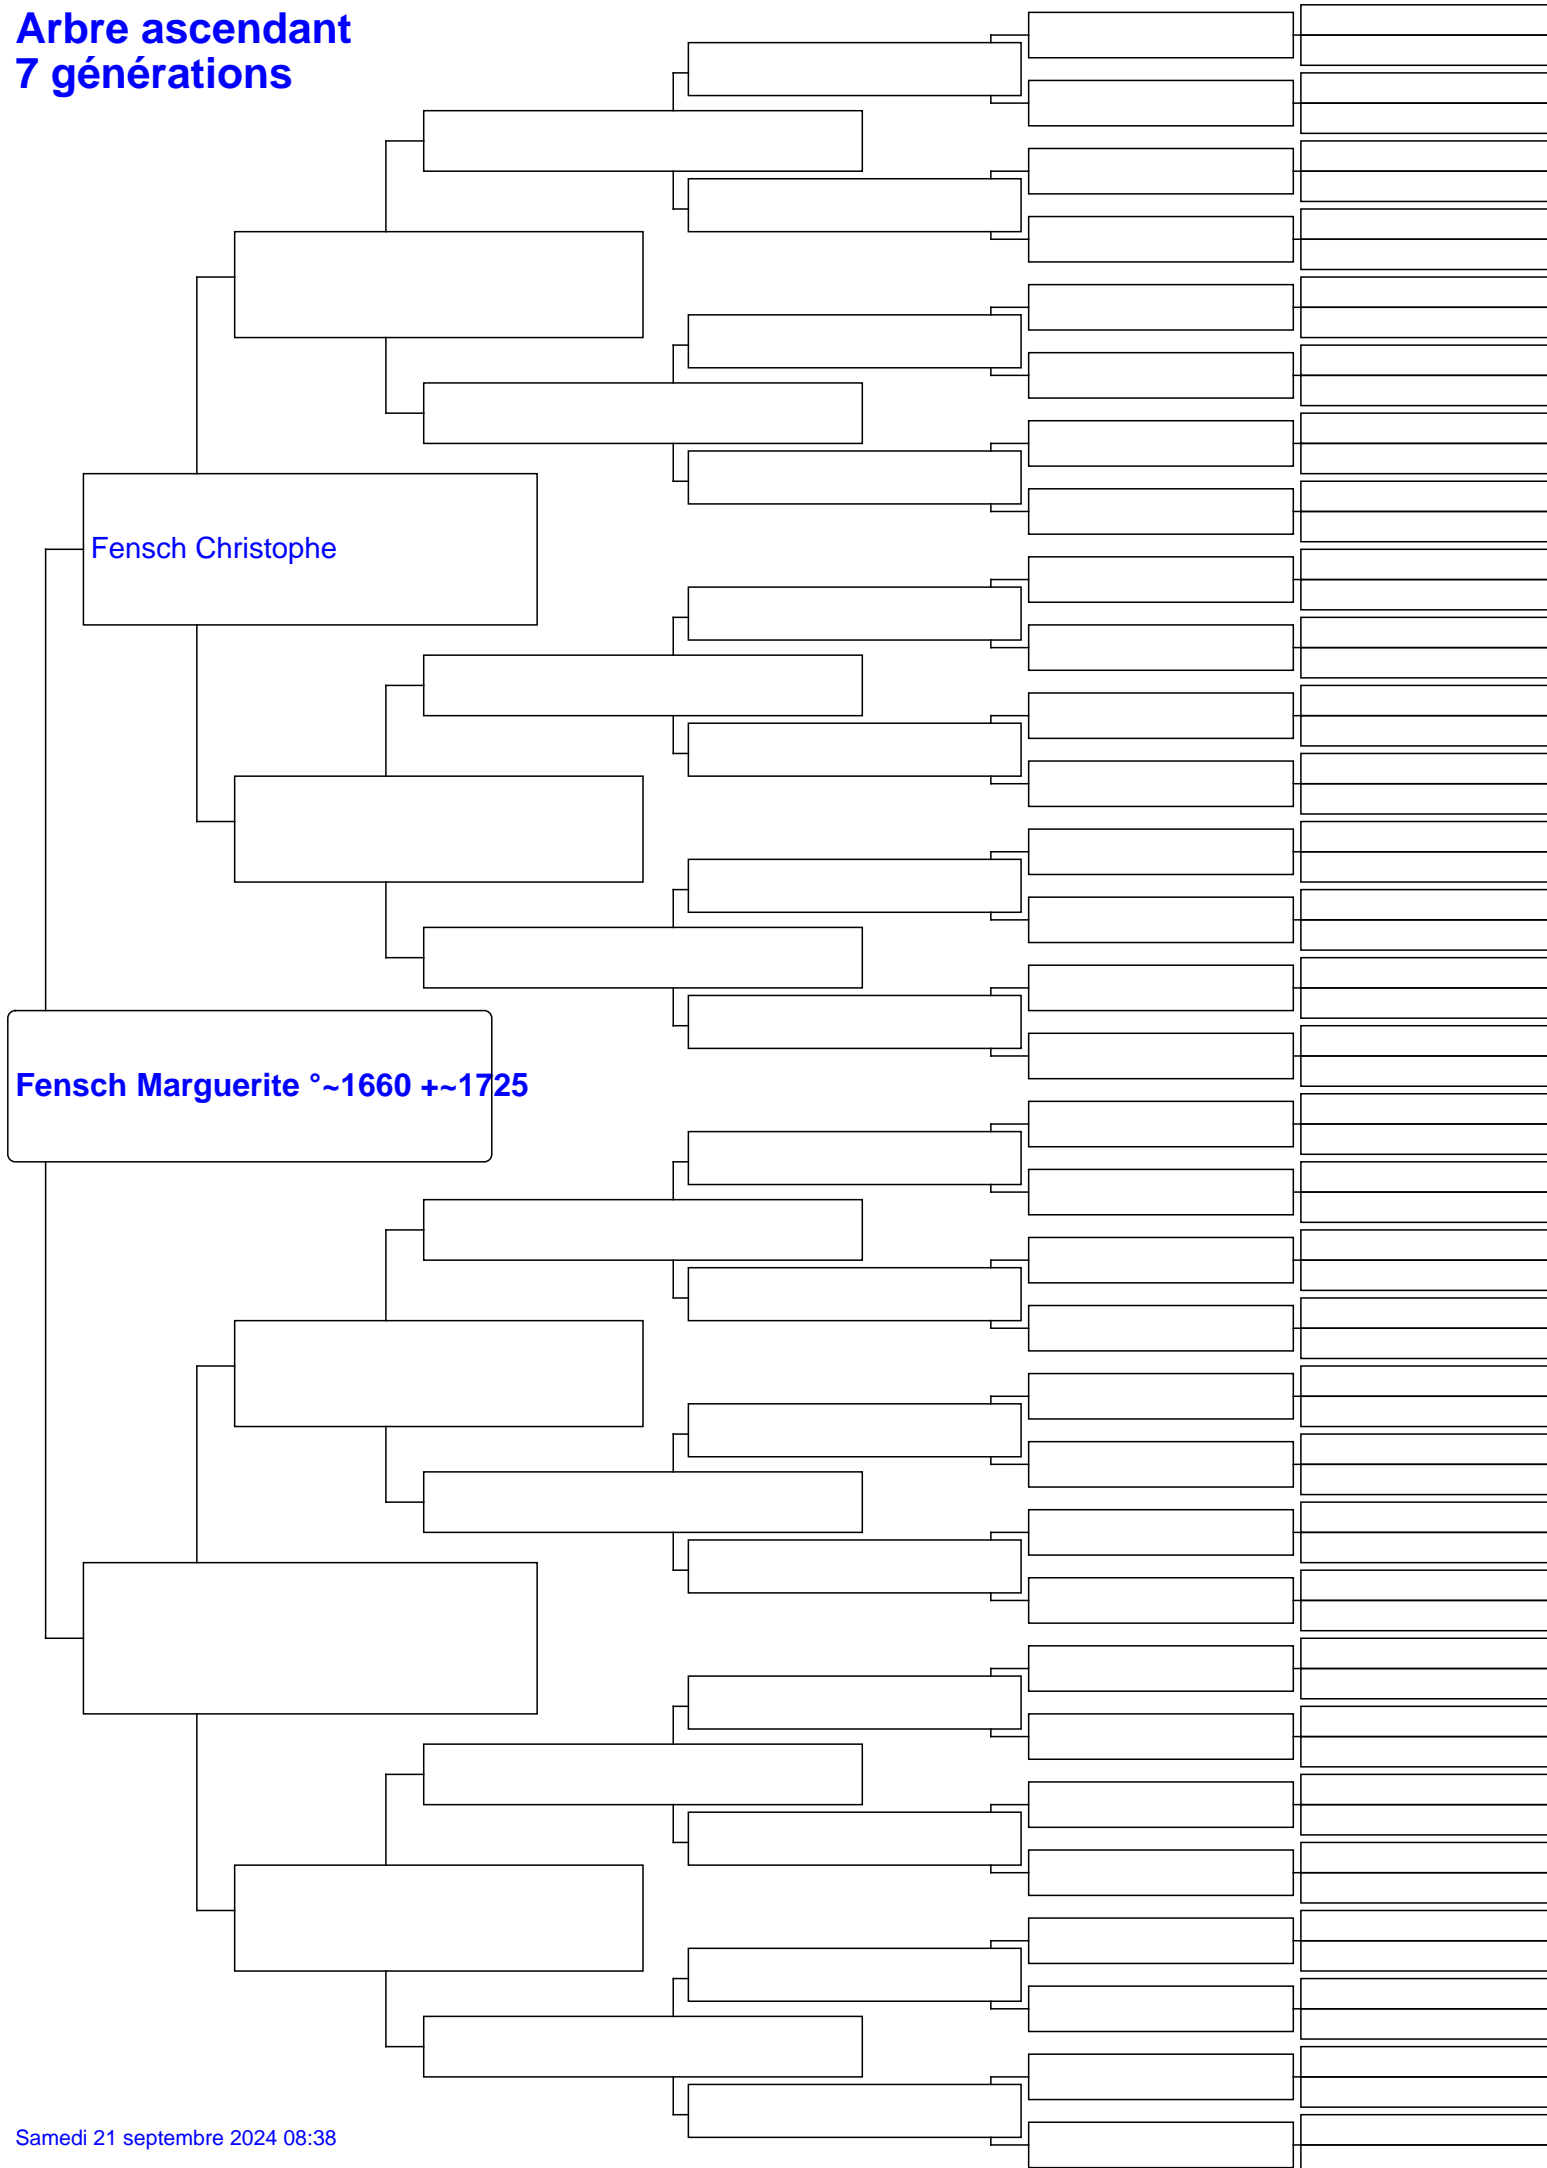 Arbre ascendant
7 générations
Fensch Christophe
Fensch Marguerite °~1660 +~1725
Samedi 21 septembre 2024 08:38